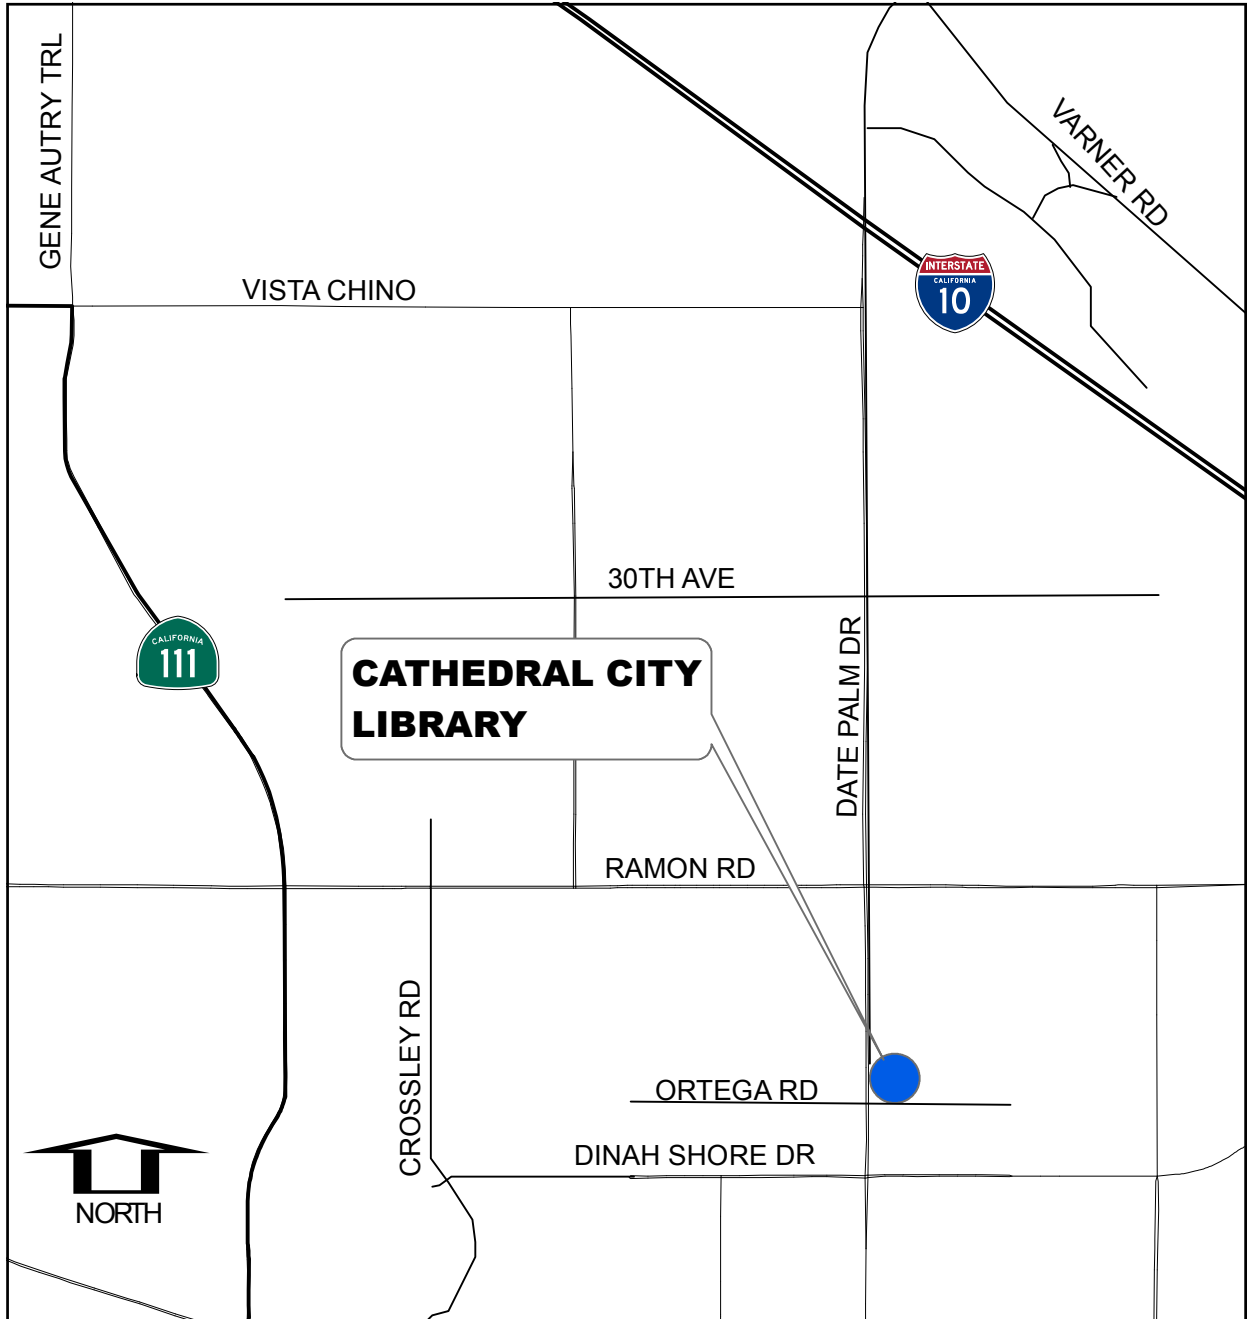 GENE AUTRY TRL
VARNER RD
INTERSTATE
CALIFORNIA
10
VISTA CHINO
30TH AVE
CALIFORNIA
111
CATHEDRAL CITY
LIBRARY
DATE PALM DR
RAMON RD
CROSSLEY RD
ORTEGA RD
DINAH SHORE DR
NORTH